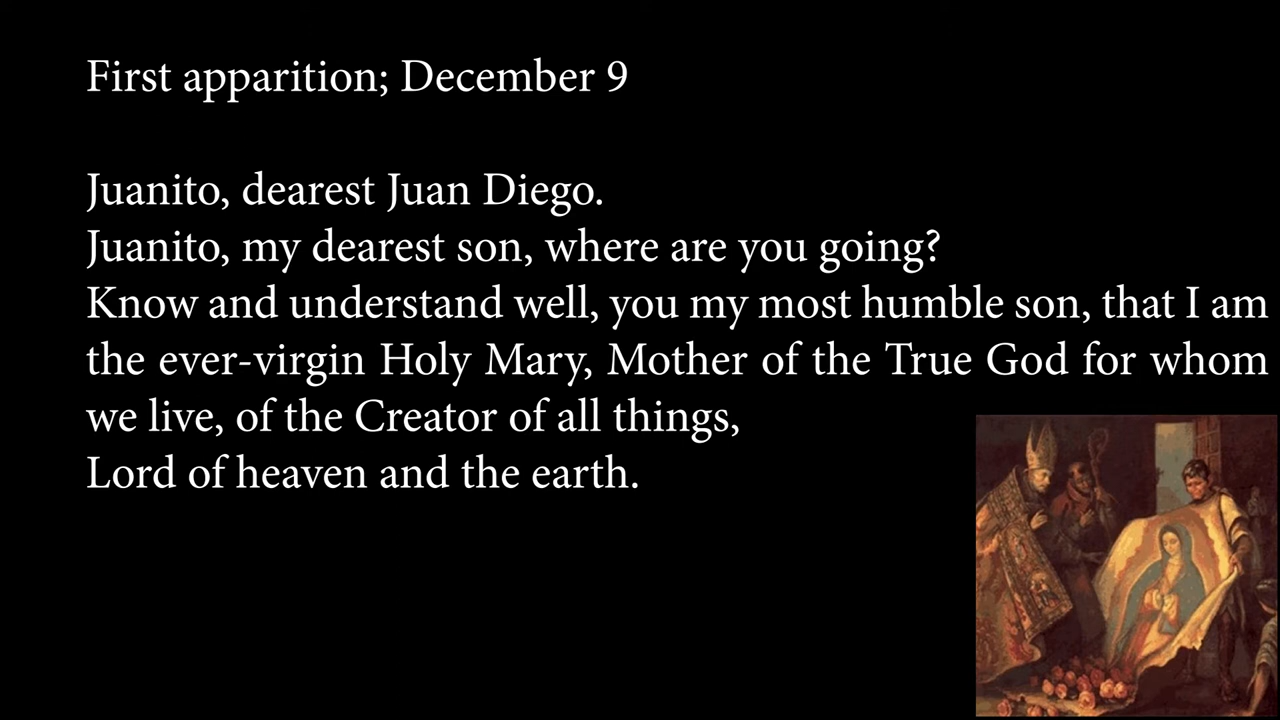 First apparition; December 9
Juanito, dearest Juan Diego.
Juanito, my dearest son, where are you going?
Know and understand well, you my most humble son, that I am
the ever-virgin Holy Mary, Mother of the True God for whom
we live, of the Creator of all things,
Lord of heaven and the earth.